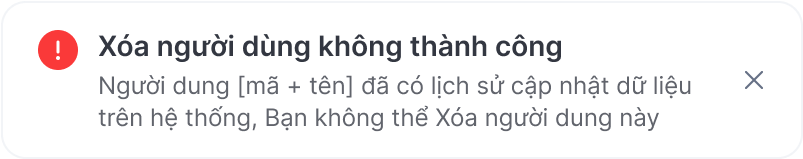 Xóa người dùng không thành công
Người dung [mã + tên] đã có lịch sử cập nhật dữ liệu
trên hệ thống, Bạn không thể Xóa người dung này